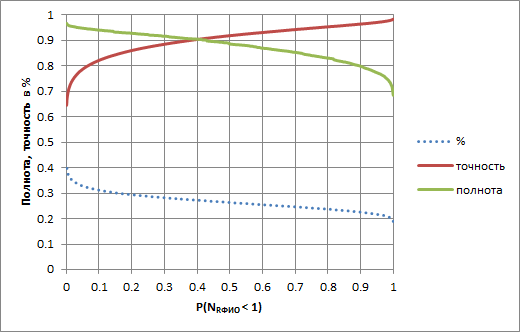 1
0.9
0.8
0.7
0.6
0.5
0.4
0.3
0.2
0.1
0
Полнота, точность в %
0 0.1 0.2 0.3 0.4 0.5 0.6 0.7 0.8 0.9 1
P(NRФИО < 1)
%
точность
полнота